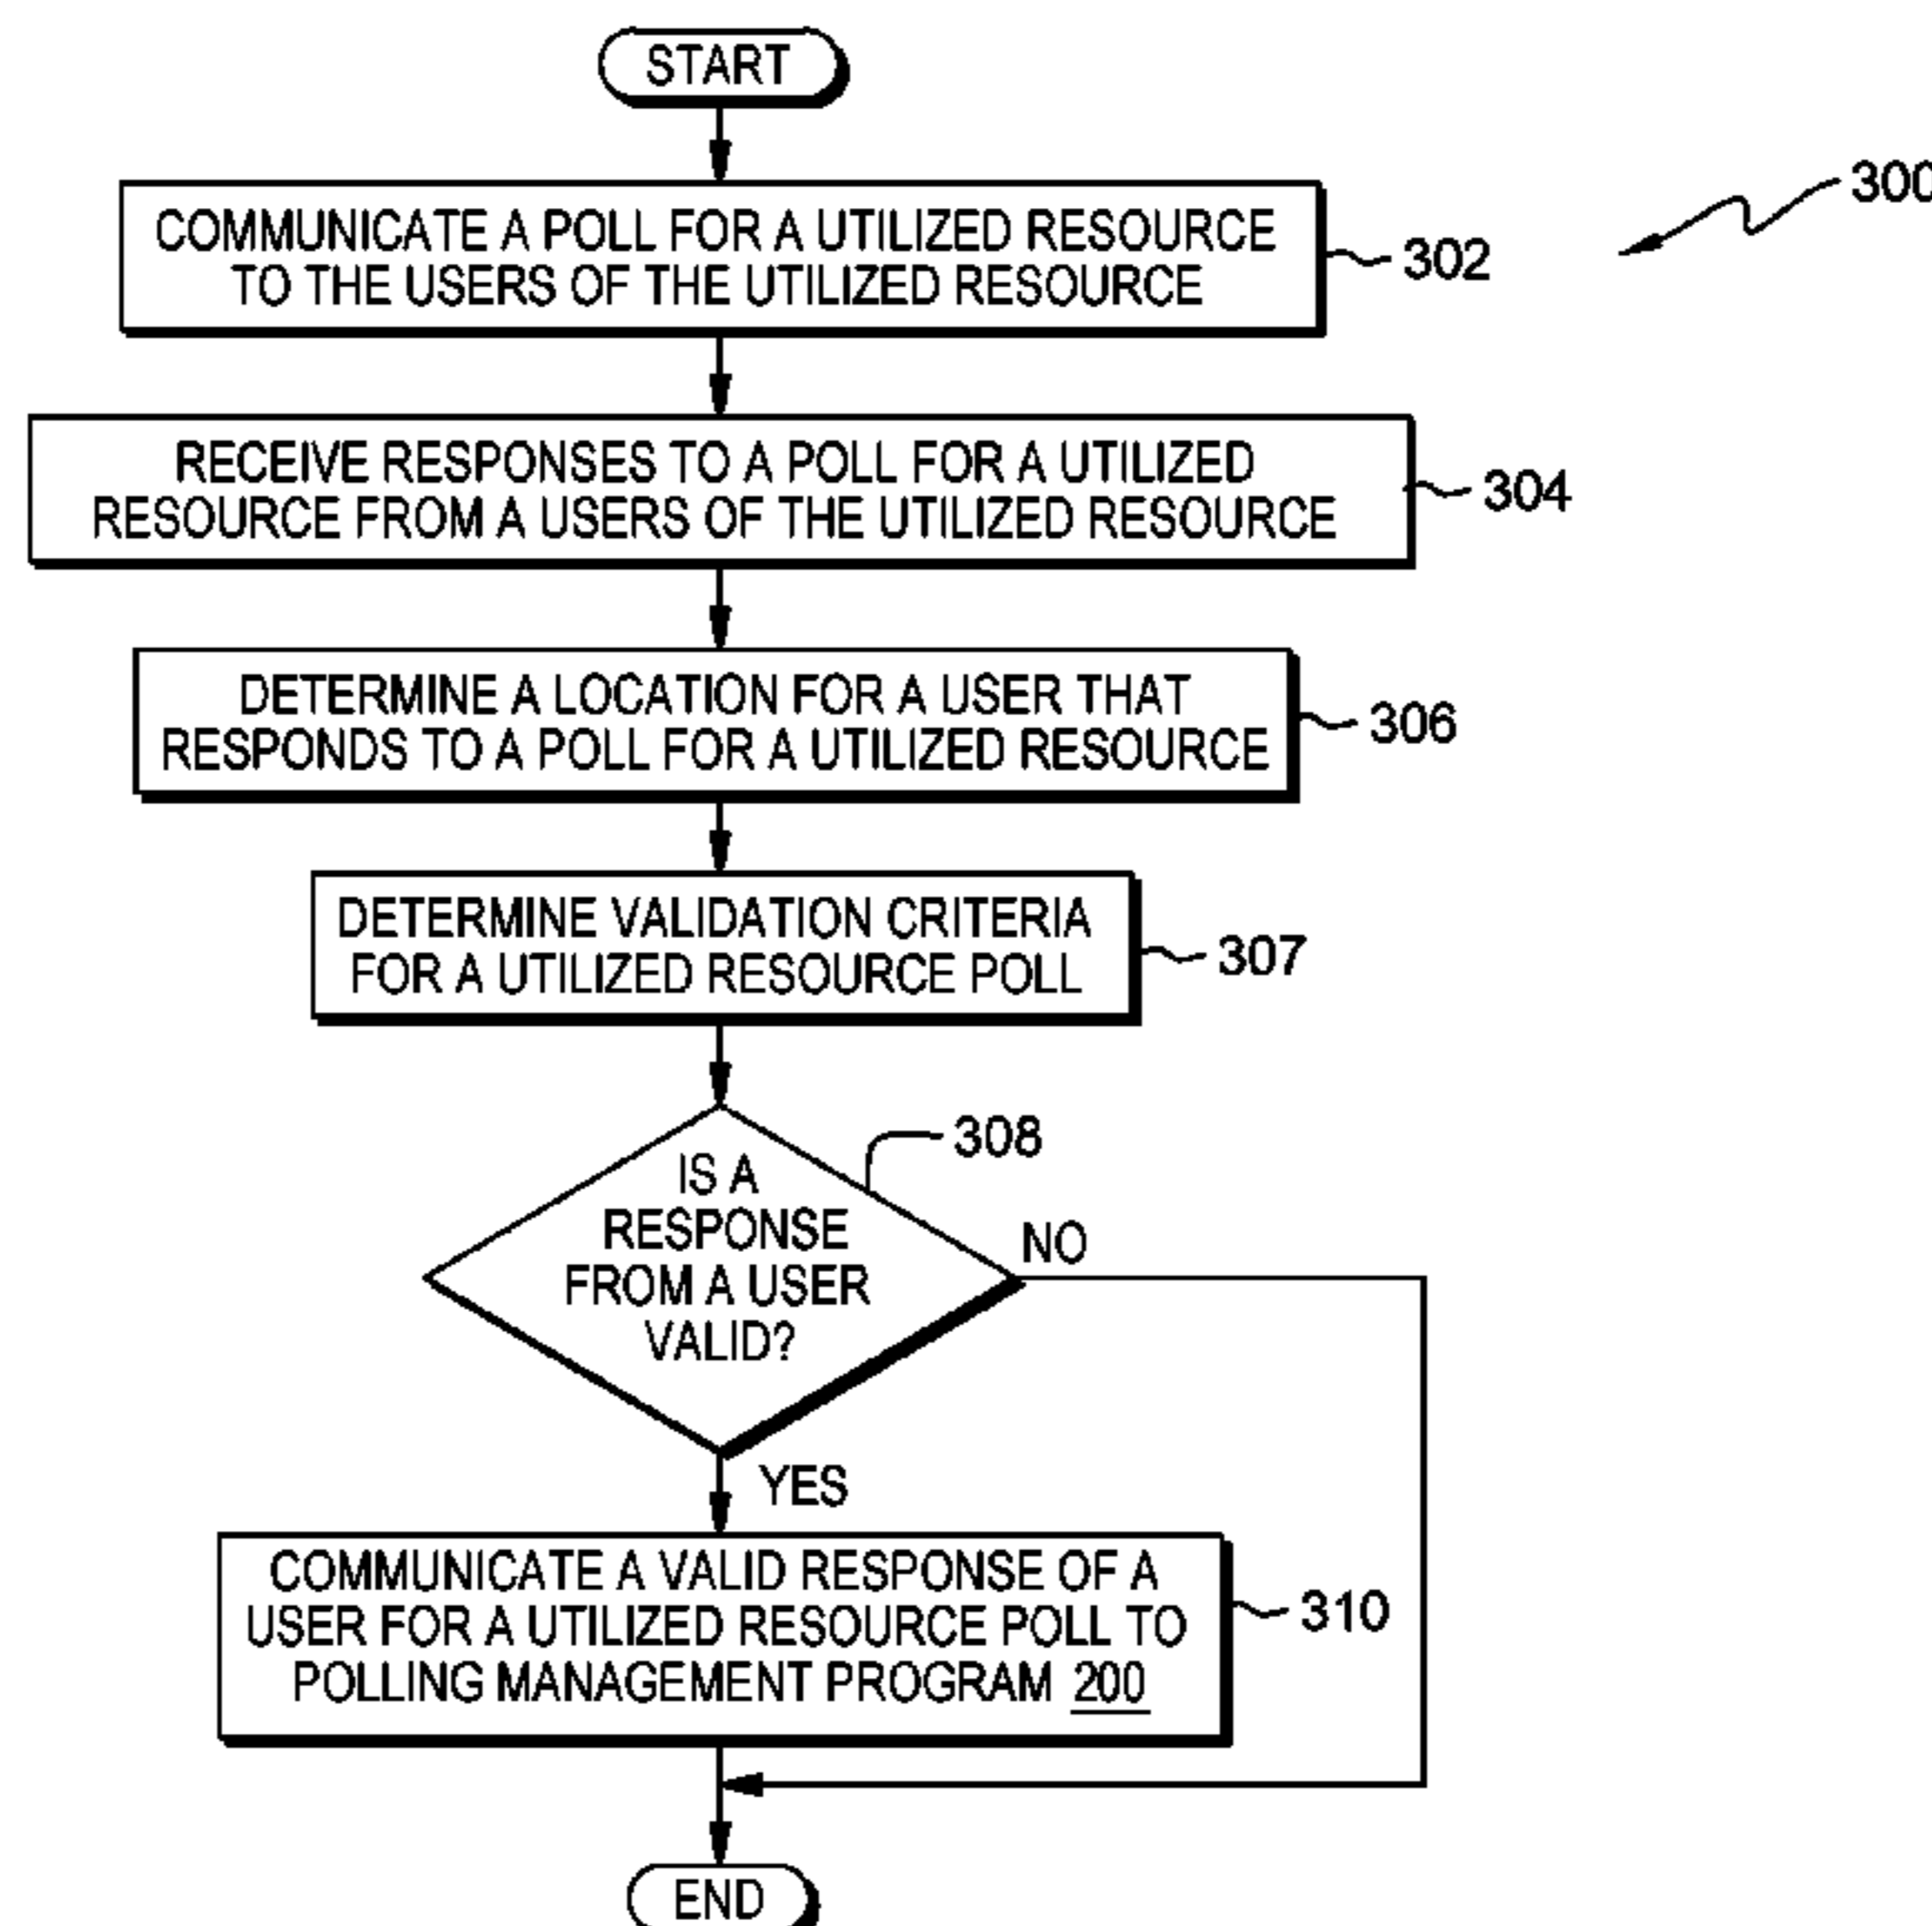 START
300
COMMUNICATE A POLL FOR A UTILIZED RESOURCE
TO THE USERS OF THE UTILIZED RESOURCE
302
RECEIVE RESPONSES TO A POLL FOR A UTILIZED
RESOURCE FROM A USERS OF THE UTILIZED RESOURCE
304
DETERMINE A LOCATION FOR A USER THAT
RESPONDS TO A POLL FOR A UTILIZED RESOURCE
306
DETERMINE VALIDATION CRITERIA
FOR A UTILIZED RESOURCE POLL
307
308
IS A
RESPONSE
FROM A USER
VALID?
NO
YES
COMMUNICATE A VALID RESPONSE OF A
USER FOR A UTILIZED RESOURCE POLL TO
POLLING MANAGEMENT PROGRAM 200
310
END